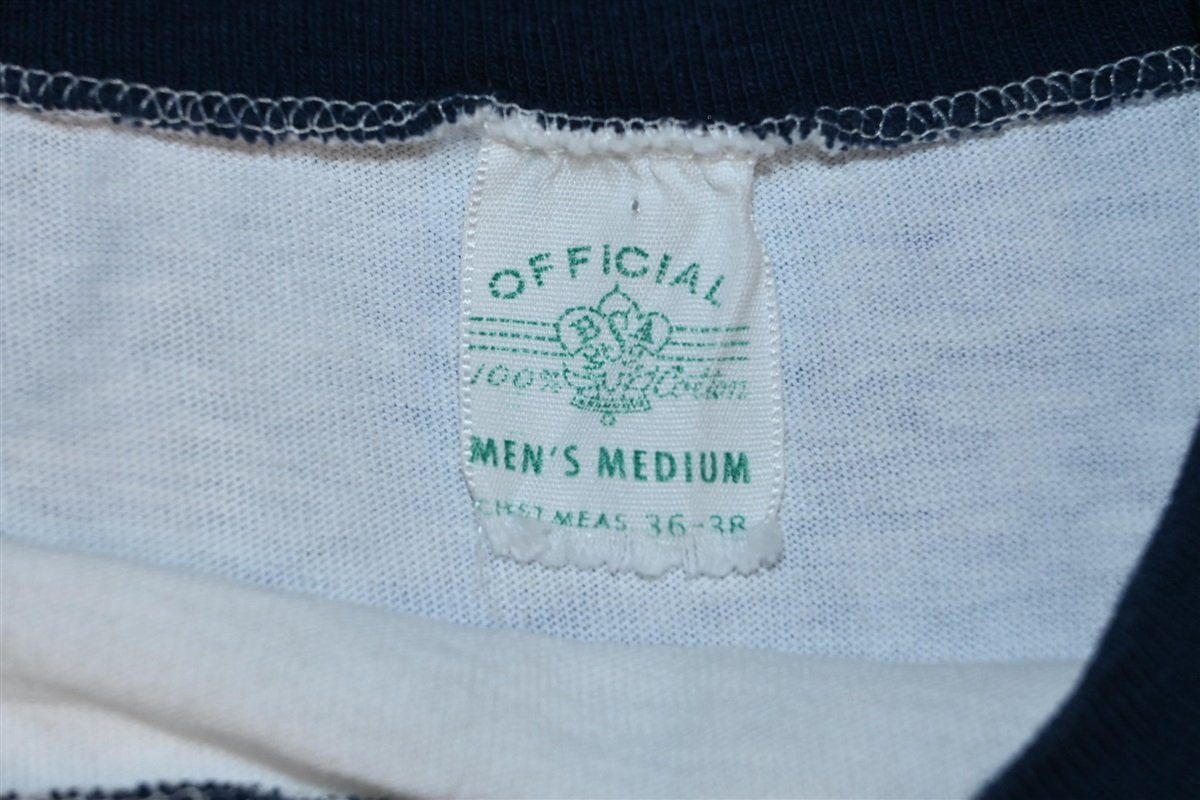 OFFICIAL
BSA
100% Cotton
MEN'S MEDIUM
CHEST MEAS. 36-38